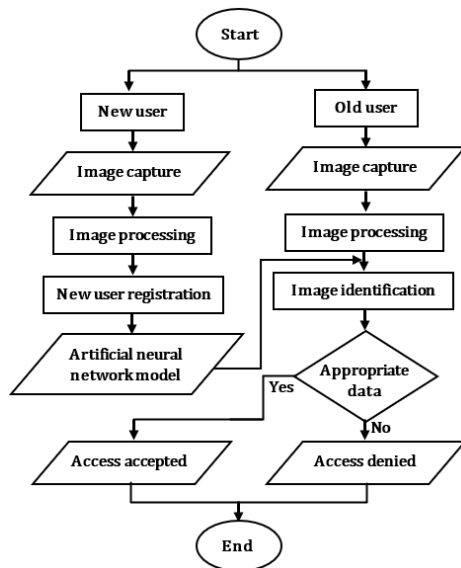 Start
New user
Old user
Image capture
Image capture
Image processing
Image processing
New user registration
Image identification
Artificial neural
network model
Appropriate
data
Yes
No
Access accepted
Access denied
End